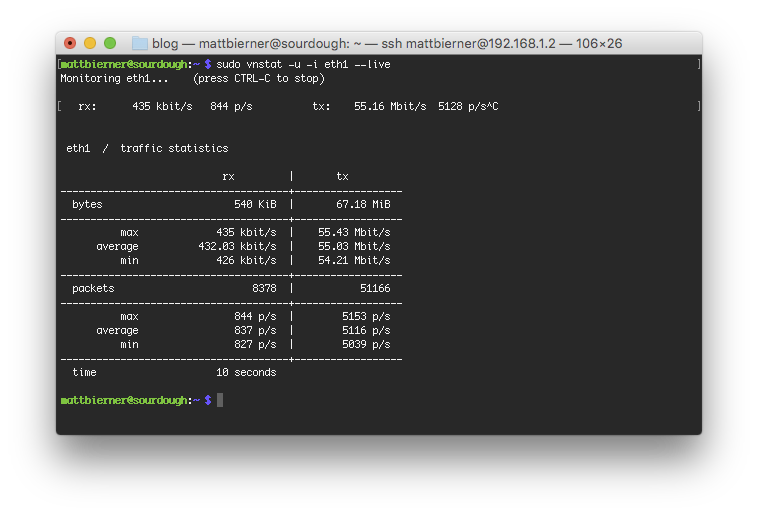 blog — mattbierner@sourdough: ~ — ssh mattbierner@192.168.1.2 — 106×26
[mattbierner@sourdough:~ $ sudo vnstat -u -i eth1 --live ]
Monitoring eth1... (press CTRL-C to stop)
[ rx: 435 kbit/s 844 p/s tx: 55.16 Mbit/s 5128 p/s^C ]
eth1 / traffic statistics
rx | tx
--------------------------------------+------------------
bytes 540 KiB | 67.18 MiB
--------------------------------------+------------------
max 435 kbit/s | 55.43 Mbit/s
average 432.03 kbit/s | 55.03 Mbit/s
min 426 kbit/s | 54.21 Mbit/s
--------------------------------------+------------------
packets 8378 | 51166
--------------------------------------+------------------
max 844 p/s | 5153 p/s
average 837 p/s | 5116 p/s
min 827 p/s | 5039 p/s
--------------------------------------+------------------
time 10 seconds
mattbierner@sourdough:~ $